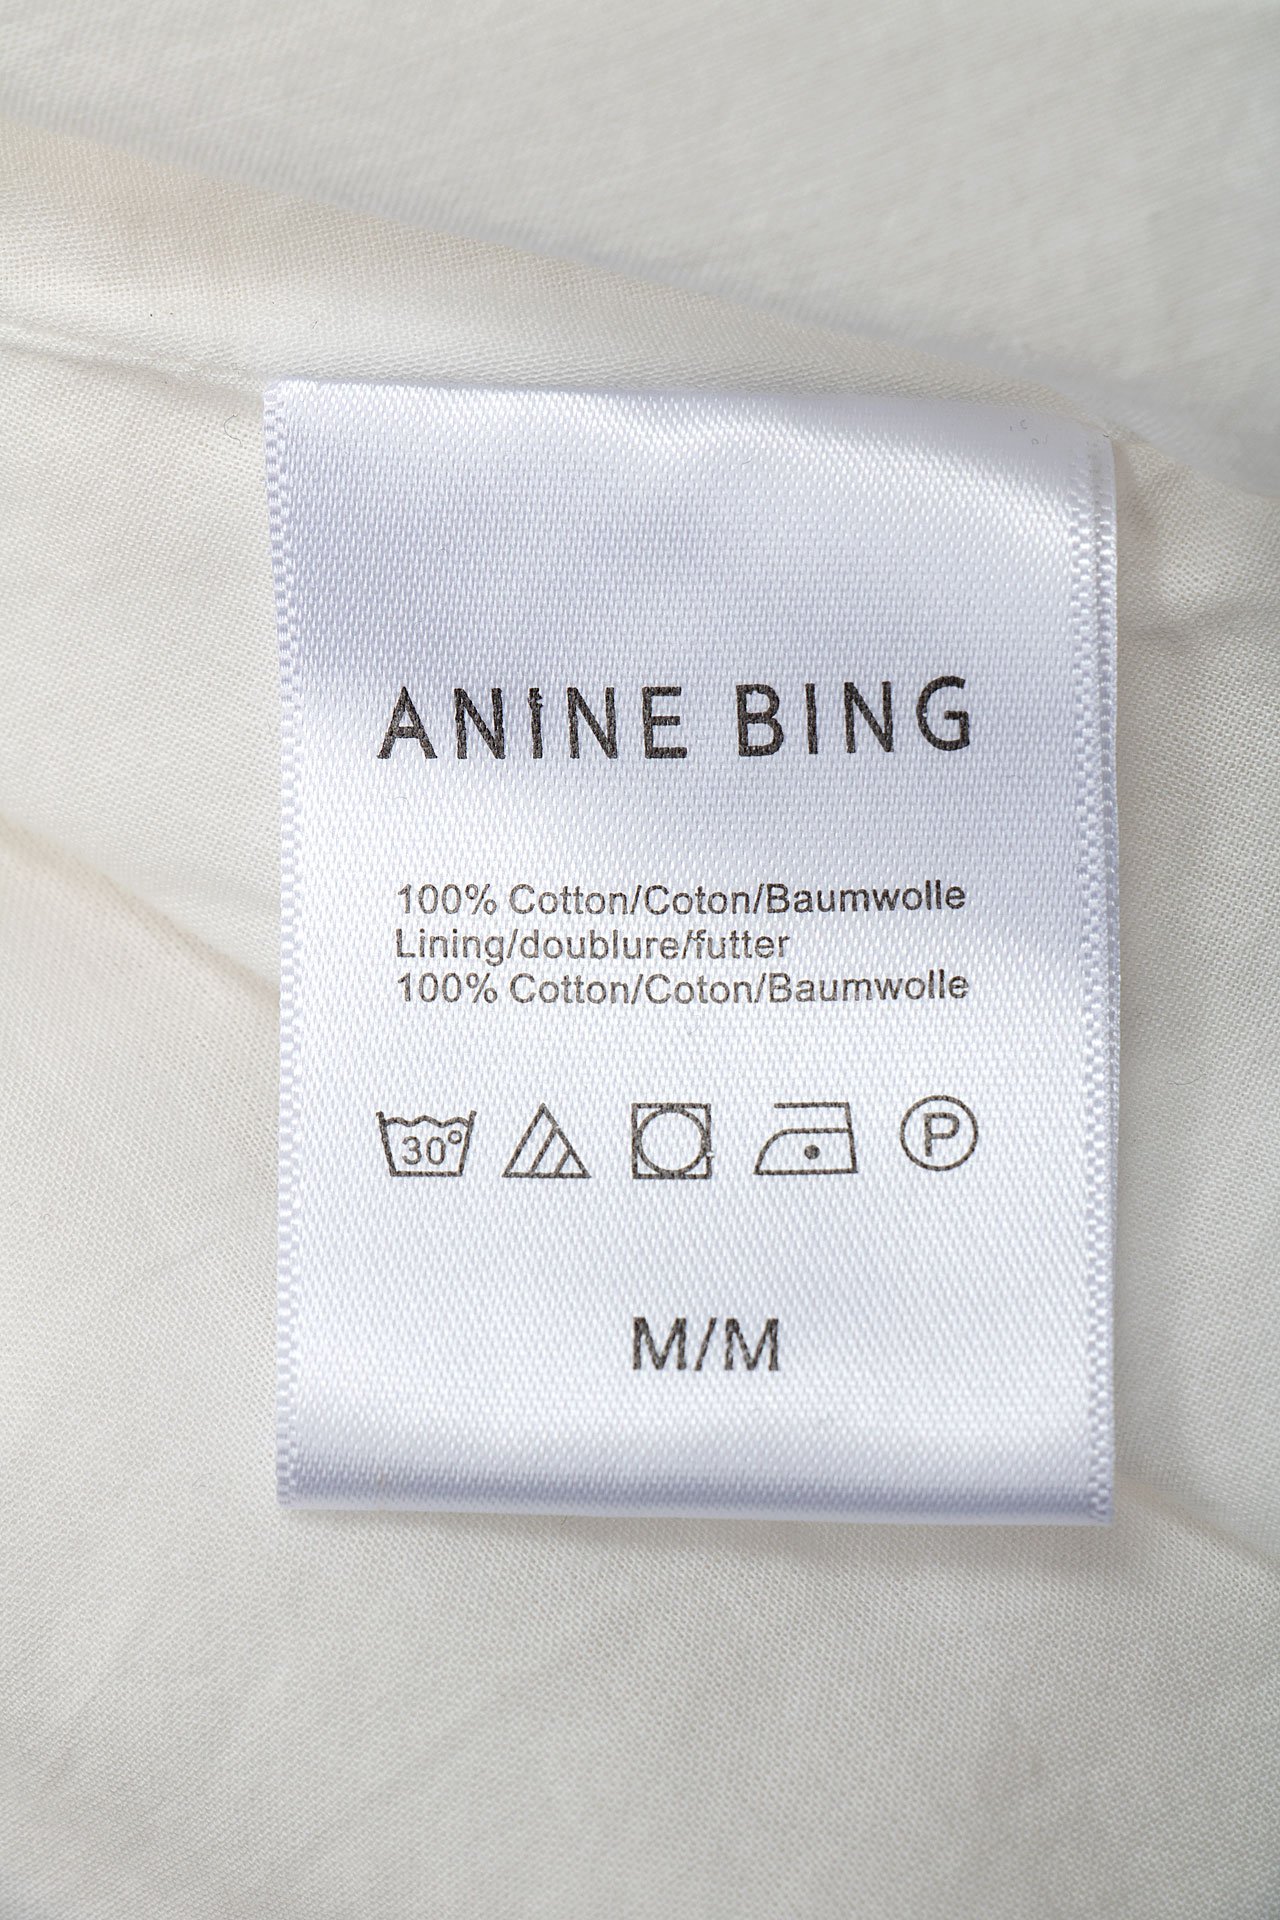 ANINE BING
100% Cotton/Coton/Baumwolle
Lining/doublure/futter
100% Cotton/Coton/Baumwolle
30° P
M/M